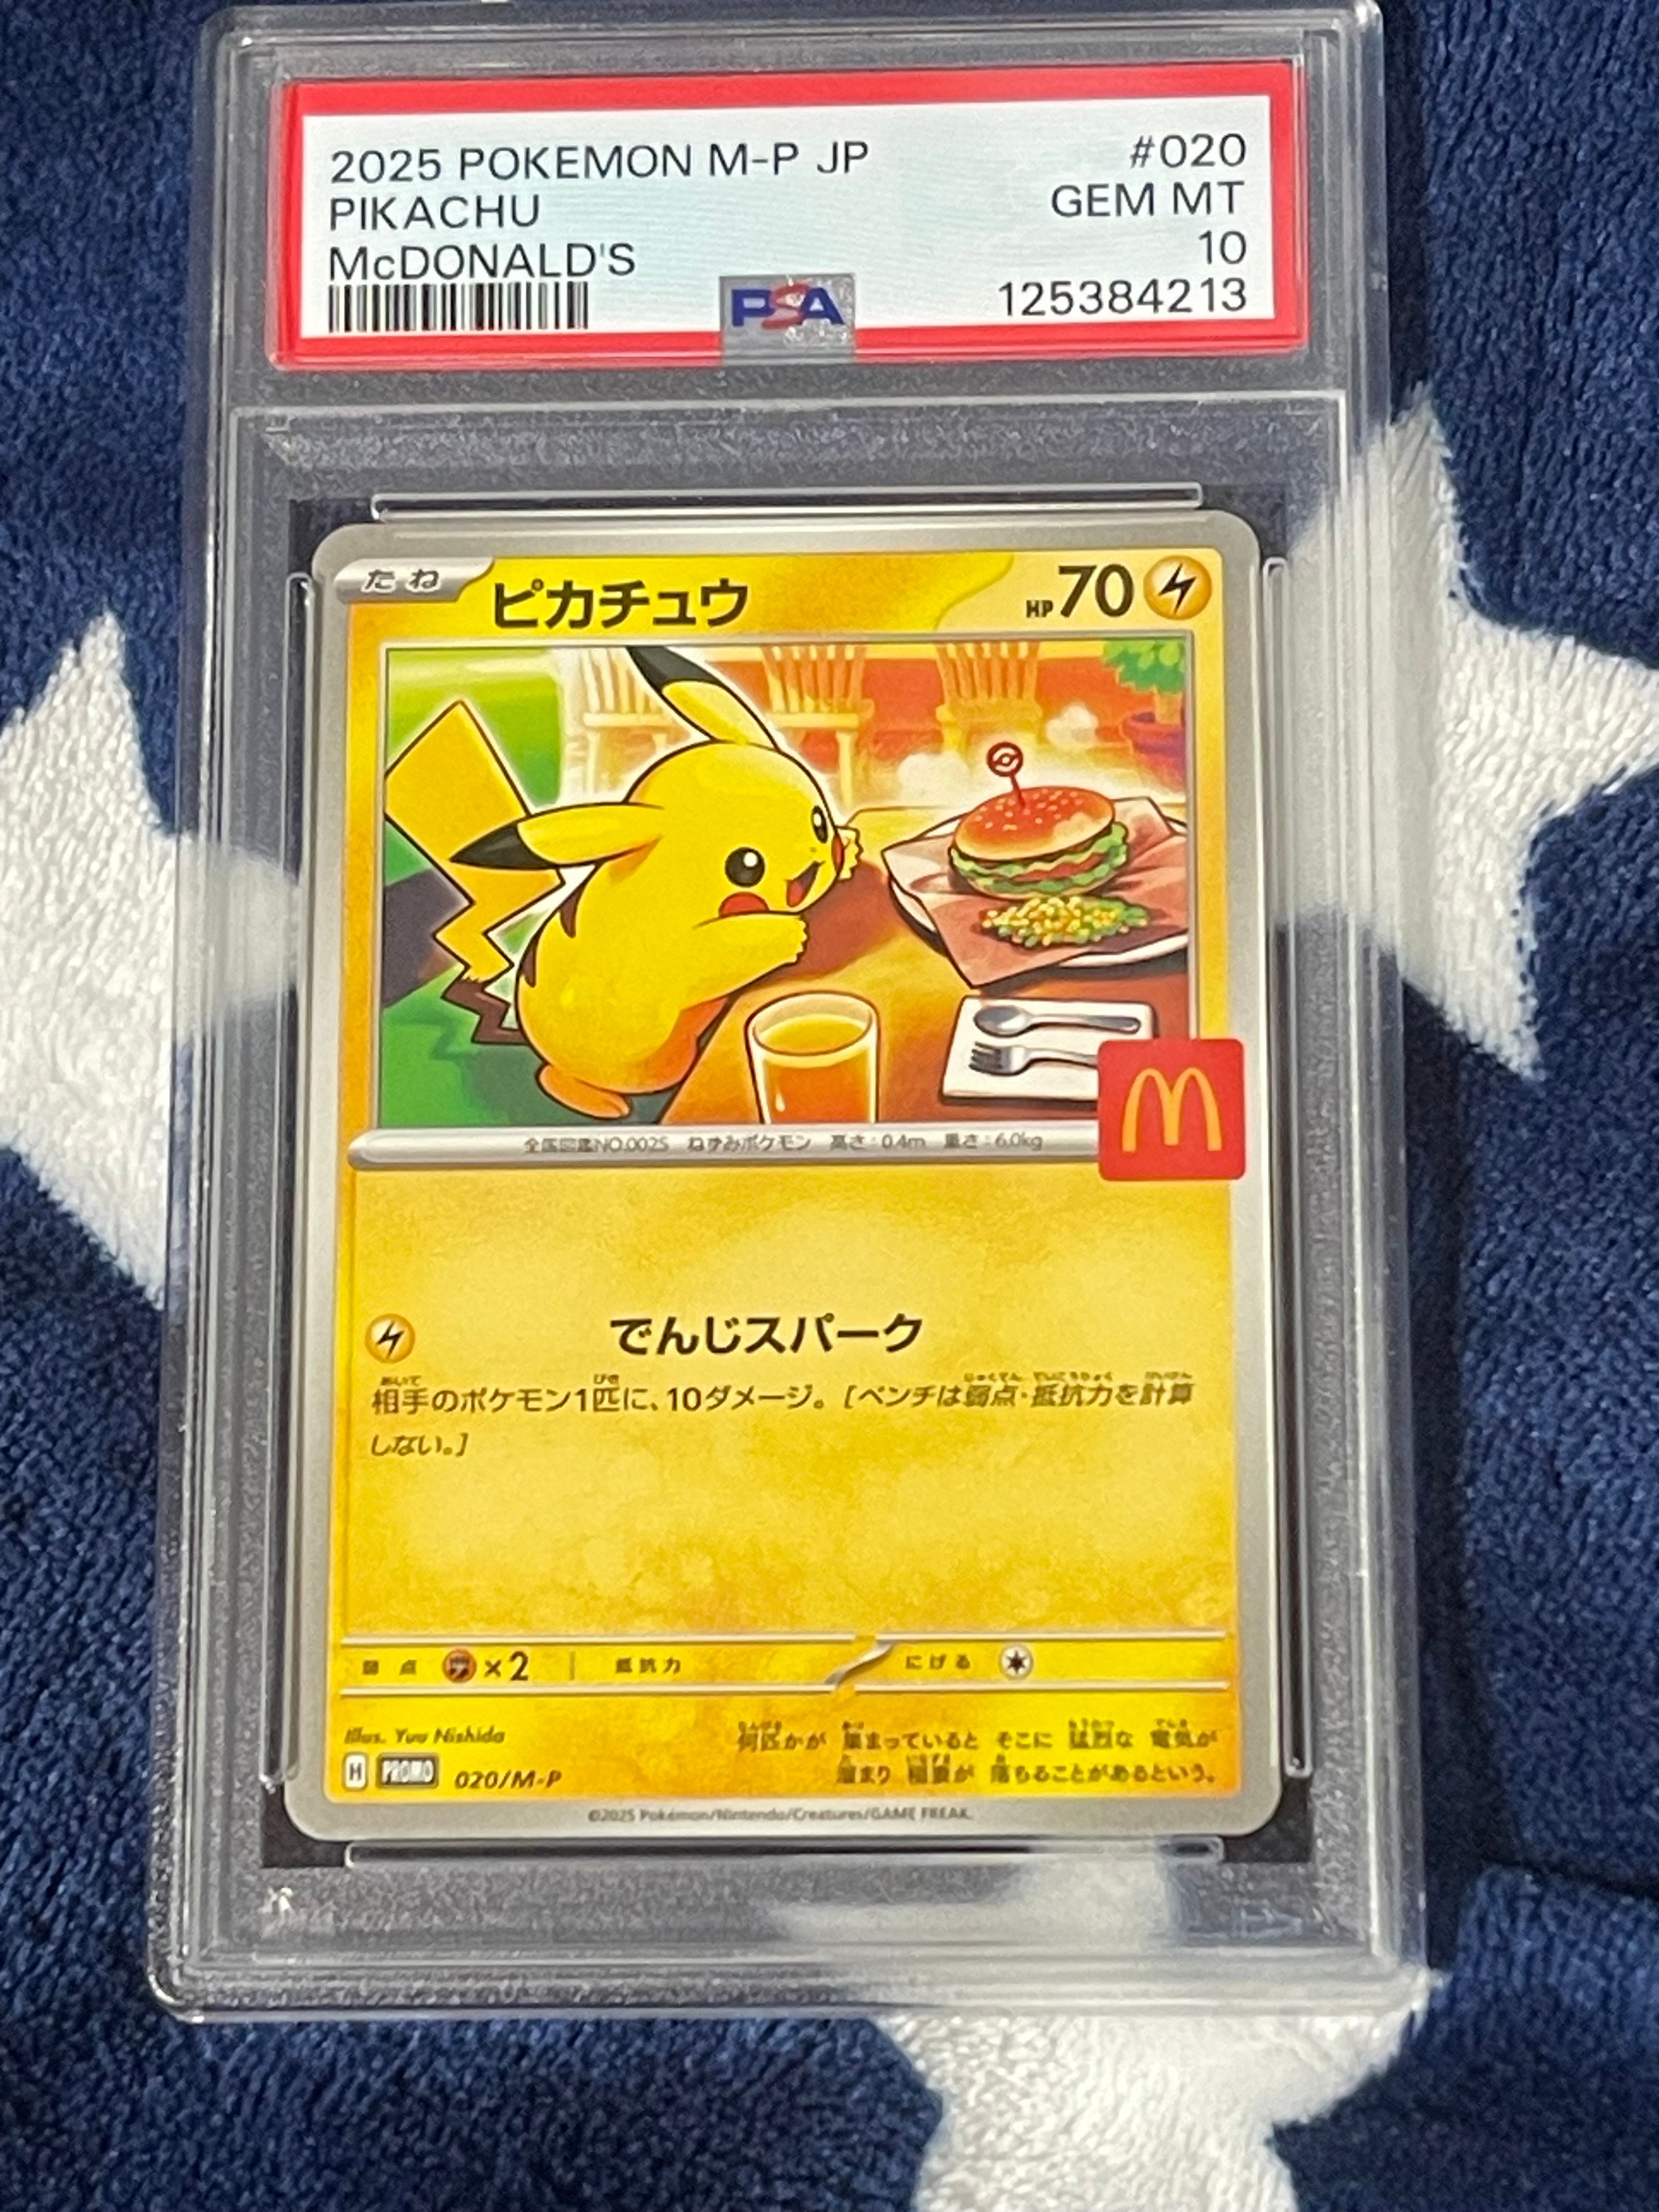 2025 POKEMON M-P JP #020
PIKACHU GEM MT
McDONALD'S 10
PSA 125384213
たね ピカチュウ HP 70
全国図鑑NO.0025 ねずみポケモン 高さ:0.4m 重さ:6.0kg
でんじスパーク
相手のポケモン1匹に、10ダメージ。[ベンチは弱点・抵抗力を計算
しない。]
弱点 ×2 抵抗力 にげる
Illus. Yuu Nishida
何匹かが 集まっていると そこに 猛烈な 電気が
溜まり 稲妻が 落ちることがあるという。
H PROMO 020/M-P
©2025 Pokémon/Nintendo/Creatures/GAME FREAK.